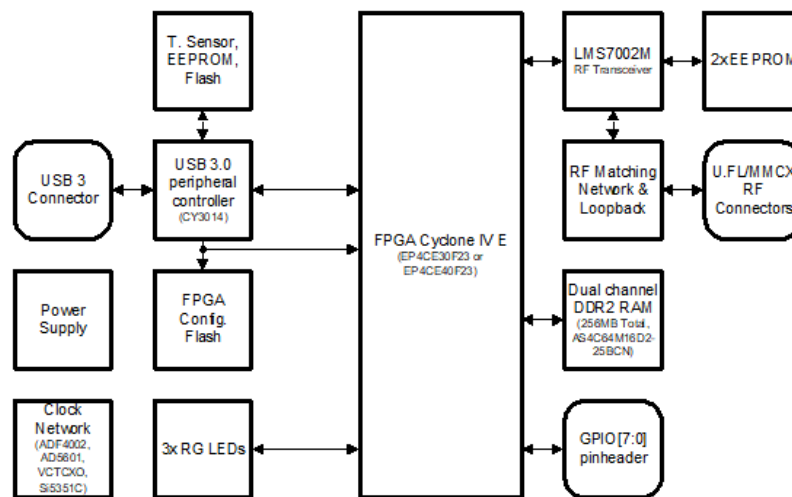 T. Sensor,
EEPROM,
Flash
LMS7002M
RF Transceiver
2xEEPROM
USB 3
Connector
USB 3.0
peripheral
controller
(CY3014)
RF Matching
Network &
Loopback
U.FL/MMCX
RF
Connectors
FPGA Cyclone IV E
(EP4CE30F23 or
EP4CE40F23)
Power
Supply
FPGA
Config.
Flash
Dual channel
DDR2 RAM
(256MB Total,
AS4C64M16D2-
25BCN)
Clock
Network
(ADF4002,
AD5601,
VCTCXO,
Si5351C)
3x RG LEDs
GPIO[7:0]
pinheader